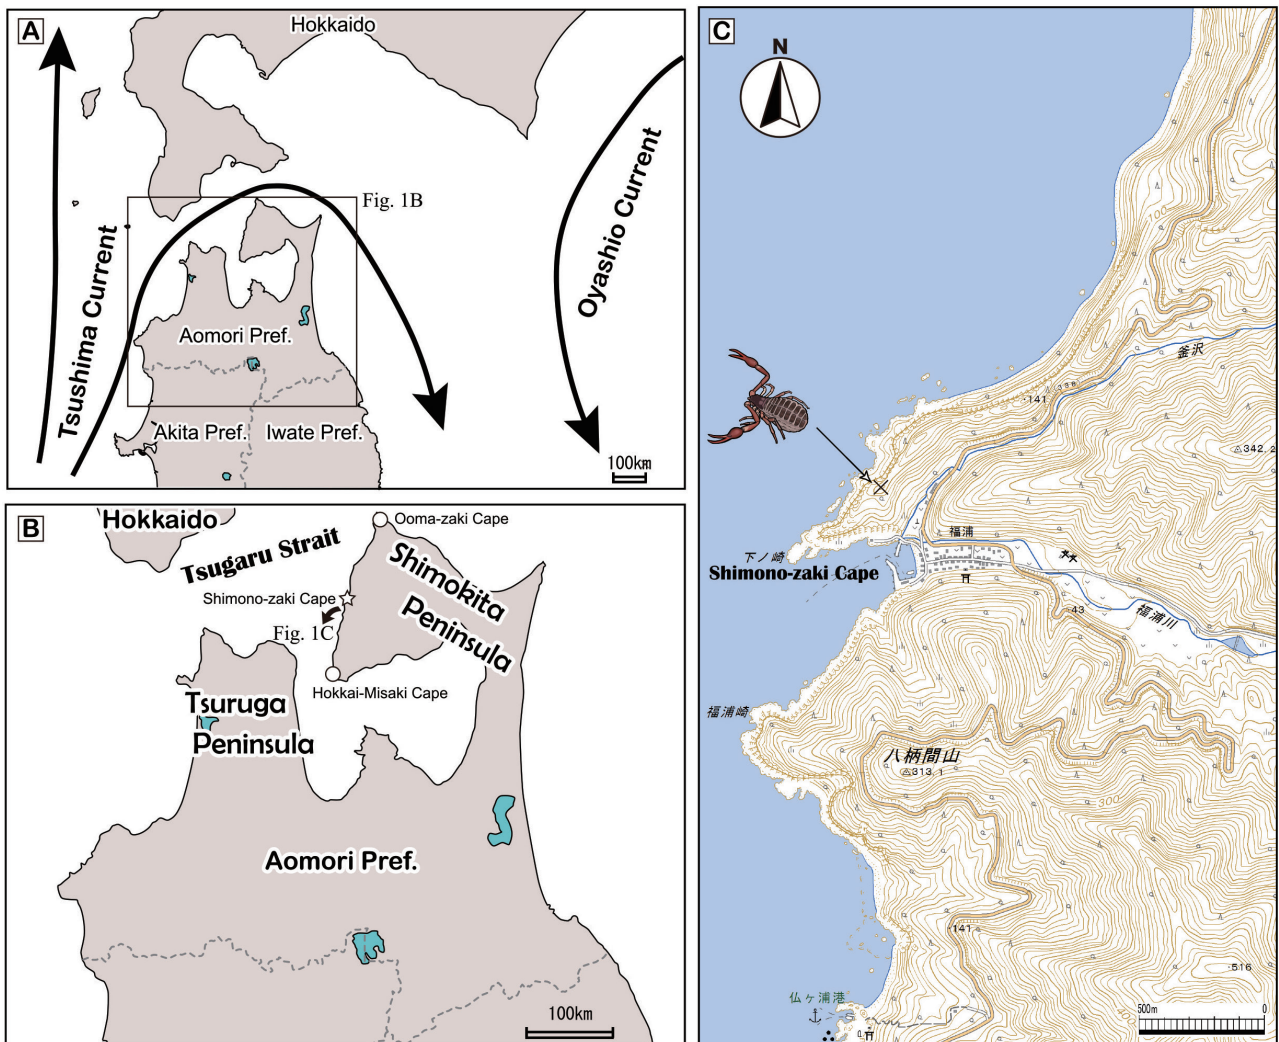 A
Hokkaido
Fig. 1B
Tsushima Current
Oyashio Current
Aomori Pref.
Akita Pref.
Iwate Pref.
100km
B
Hokkaido
Tsugaru Strait
Ooma-zaki Cape
Shimokita
Peninsula
Shimono-zaki Cape
Fig. 1C
Hokkai-Misaki Cape
Tsuruga
Peninsula
Aomori Pref.
100km
C
N
100
釜沢
138
·141
342.2
福浦
下ノ崎
Shimono-zaki Cape
·43
福浦川
福浦崎
八柄間山
313.1
300
·141
·516
仏ヶ浦港
500m
0